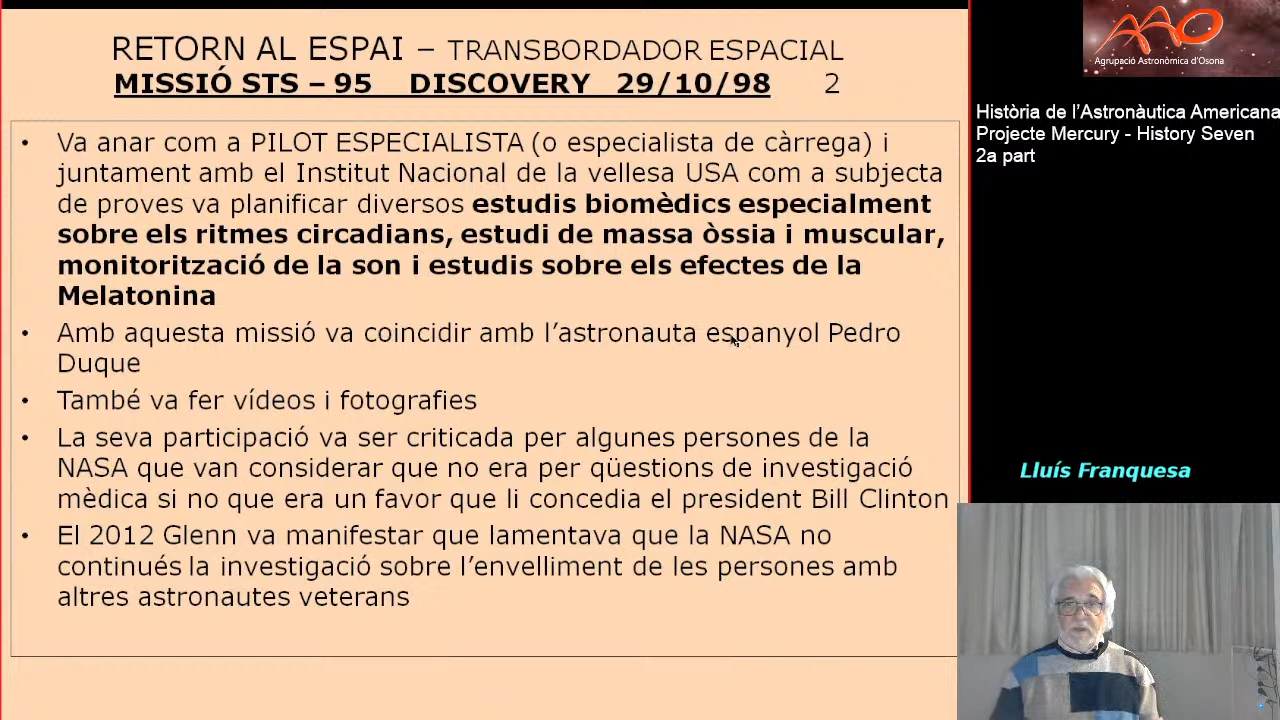 RETORN AL ESPAI – TRANSBORDADOR ESPACIAL
MISSIÓ STS – 95 DISCOVERY 29/10/98 2
• Va anar com a PILOT ESPECIALISTA (o especialista de càrrega) i
juntament amb el Institut Nacional de la vellesa USA com a subjecta
de proves va planificar diversos estudis biomèdics especialment
sobre els ritmes circadians, estudi de massa òssia i muscular,
monitorització de la son i estudis sobre els efectes de la
Melatonina
• Amb aquesta missió va coincidir amb l’astronauta espanyol Pedro
Duque
• També va fer vídeos i fotografies
• La seva participació va ser criticada per algunes persones de la
NASA que van considerar que no era per qüestions de investigació
mèdica si no que era un favor que li concedia el president Bill Clinton
• El 2012 Glenn va manifestar que lamentava que la NASA no
continués la investigació sobre l’envelliment de les persones amb
altres astronautes veterans
AAO
Agrupació Astronòmica d’Osona
Història de l’Astronàutica Americana
Projecte Mercury - History Seven
2a part
Lluís Franquesa